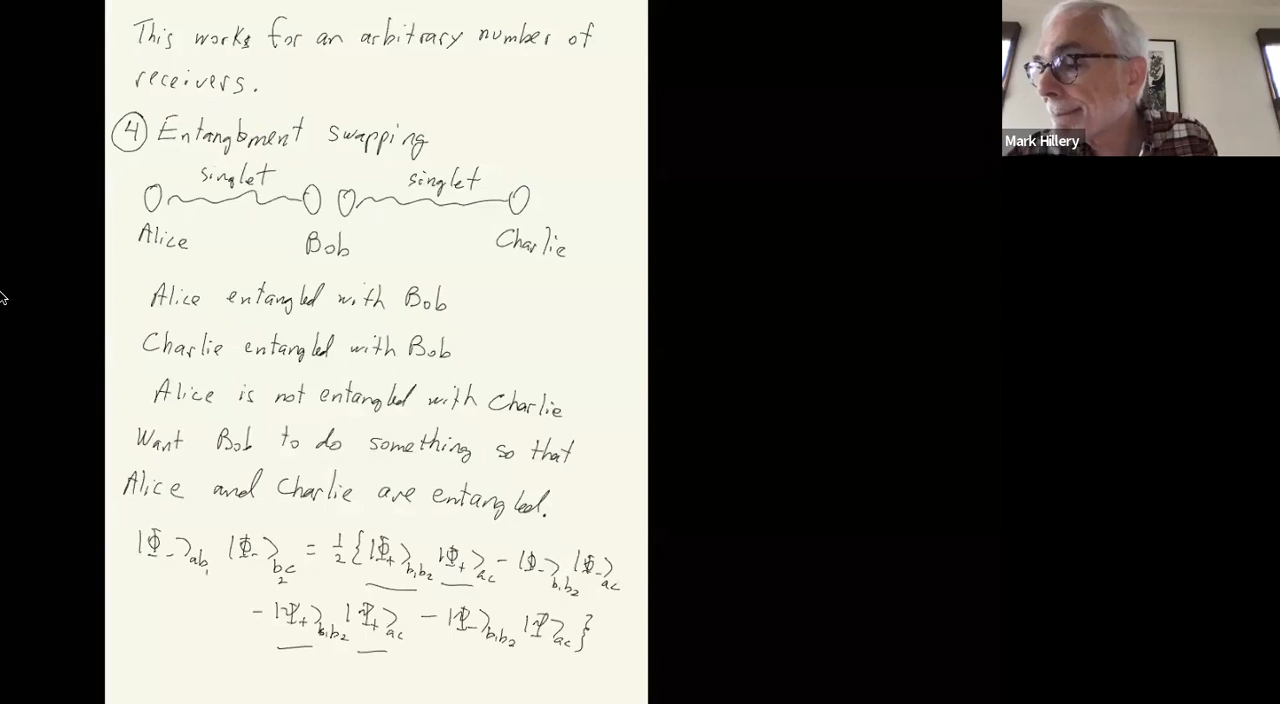 This works for an arbitrary number of
receivers.
④ Entanglement swapping
singlet singlet
Alice Bob Charlie
Alice entangled with Bob
Charlie entangled with Bob
Alice is not entangled with Charlie
Want Bob to do something so that
Alice and Charlie are entangled.
|Φ₋⟩ab₁ |Φ₋⟩b₂c = ½{|Φ₊⟩b₁b₂ |Φ₊⟩ac − |Φ₋⟩b₁b₂ |Φ₋⟩ac
− |Ψ₊⟩b₁b₂ |Ψ₊⟩ac − |Ψ₋⟩b₁b₂ |Ψ⟩ac}
Mark Hillery